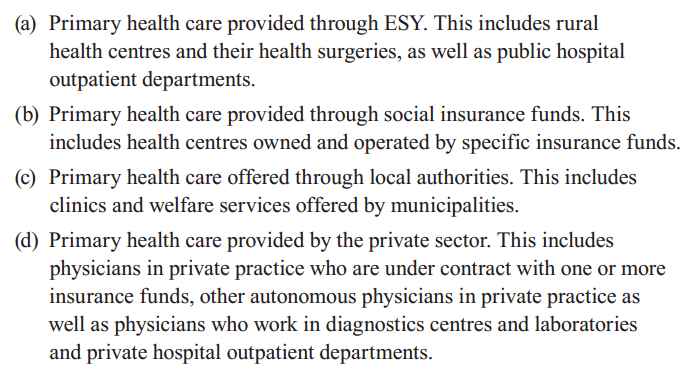 (a) Primary health care provided through ESY. This includes rural
health centres and their health surgeries, as well as public hospital
outpatient departments.
(b) Primary health care provided through social insurance funds. This
includes health centres owned and operated by specific insurance funds.
(c) Primary health care offered through local authorities. This includes
clinics and welfare services offered by municipalities.
(d) Primary health care provided by the private sector. This includes
physicians in private practice who are under contract with one or more
insurance funds, other autonomous physicians in private practice as
well as physicians who work in diagnostics centres and laboratories
and private hospital outpatient departments.